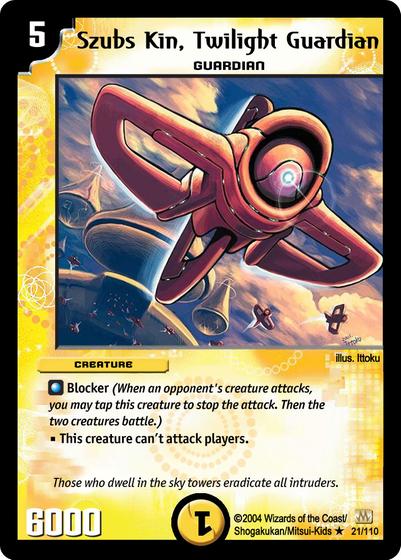 5
Szubs Kin, Twilight Guardian
GUARDIAN
illus. Ittoku
CREATURE
Blocker (When an opponent's creature attacks,
you may tap this creature to stop the attack. Then the
two creatures battle.)
▪ This creature can't attack players.
Those who dwell in the sky towers eradicate all intruders.
6000
1
©2004 Wizards of the Coast/
Shogakukan/Mitsui-Kids ★ 21/110